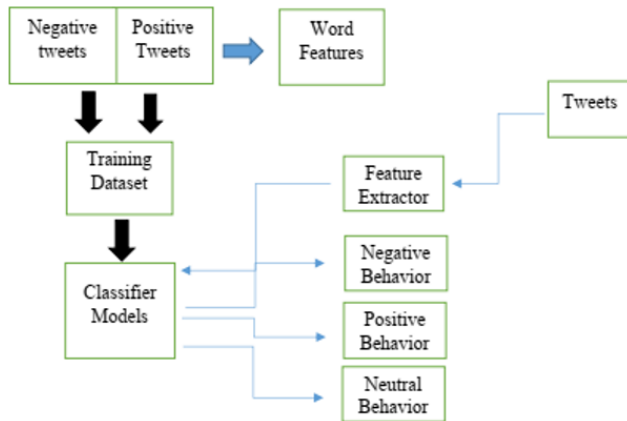 Negative
tweets
Positive
Tweets
Word
Features
Tweets
Training
Dataset
Feature
Extractor
Classifier
Models
Negative
Behavior
Positive
Behavior
Neutral
Behavior